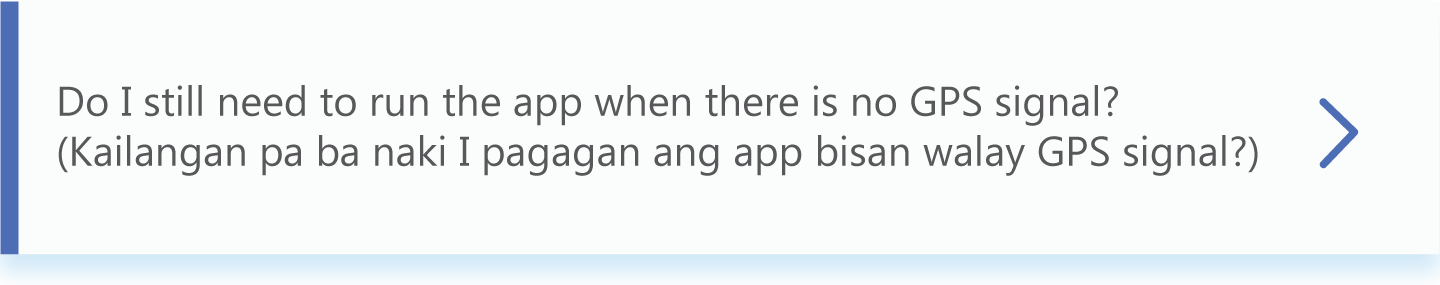 Do I still need to run the app when there is no GPS signal?
(Kailangan pa ba naki I pagagan ang app bisan walay GPS signal?)